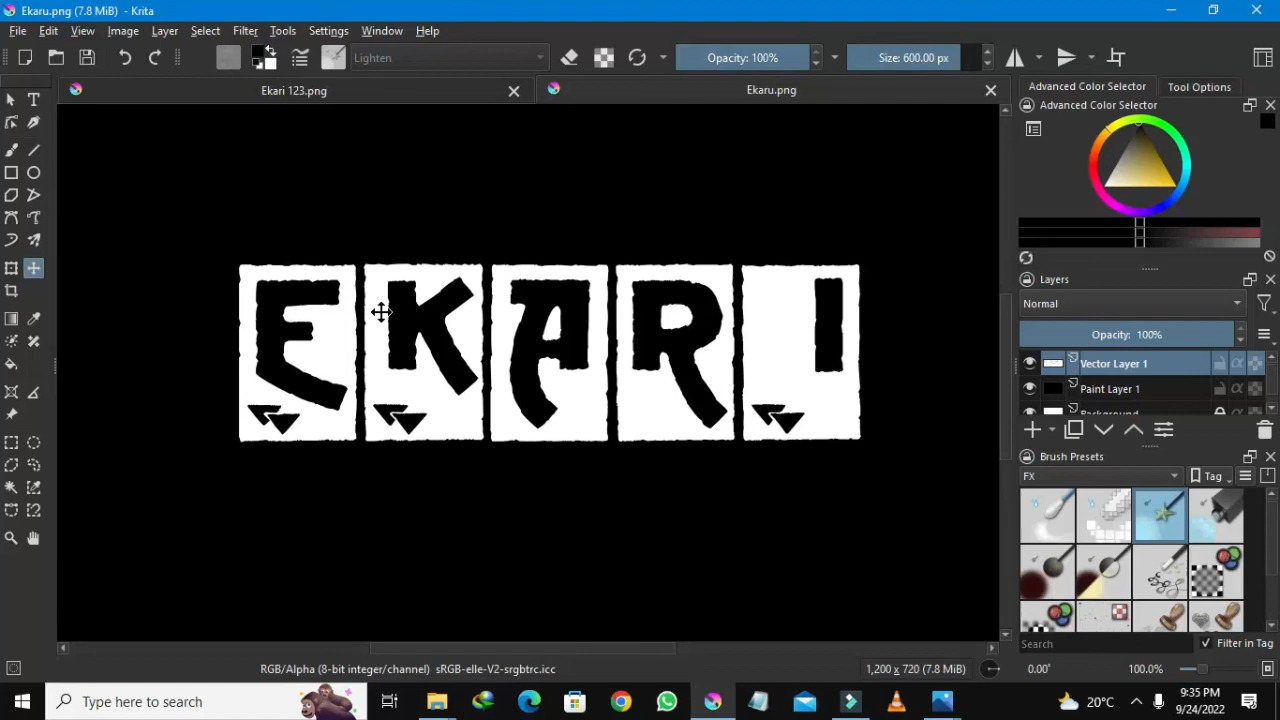 Ekaru.png (7.8 MiB) - Krita
File Edit View Image Layer Select Filter Tools Settings Window Help
Lighten
Opacity: 100%
Size: 600.00 px
Ekari 123.png
Ekaru.png
Advanced Color Selector
Tool Options
Advanced Color Selector
EKARI
Layers
Normal
Opacity: 100%
Vector Layer 1
Paint Layer 1
Background
Brush Presets
FX
Tag
Search
Filter in Tag
RGB/Alpha (8-bit integer/channel) sRGB-elle-V2-srgbtrc.icc
1,200 x 720 (7.8 MiB)
0.00°
100.0%
Type here to search
20°C
9:35 PM
9/24/2022